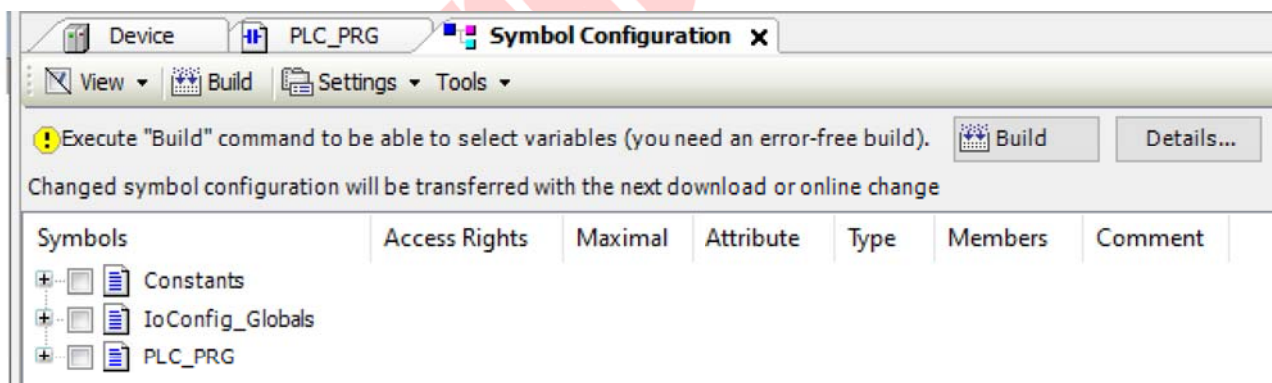 Device PLC_PRG Symbol Configuration x
View Build Settings Tools
Execute "Build" command to be able to select variables (you need an error-free build). Build Details...
Changed symbol configuration will be transferred with the next download or online change
Symbols Access Rights Maximal Attribute Type Members Comment
Constants
IoConfig_Globals
PLC_PRG